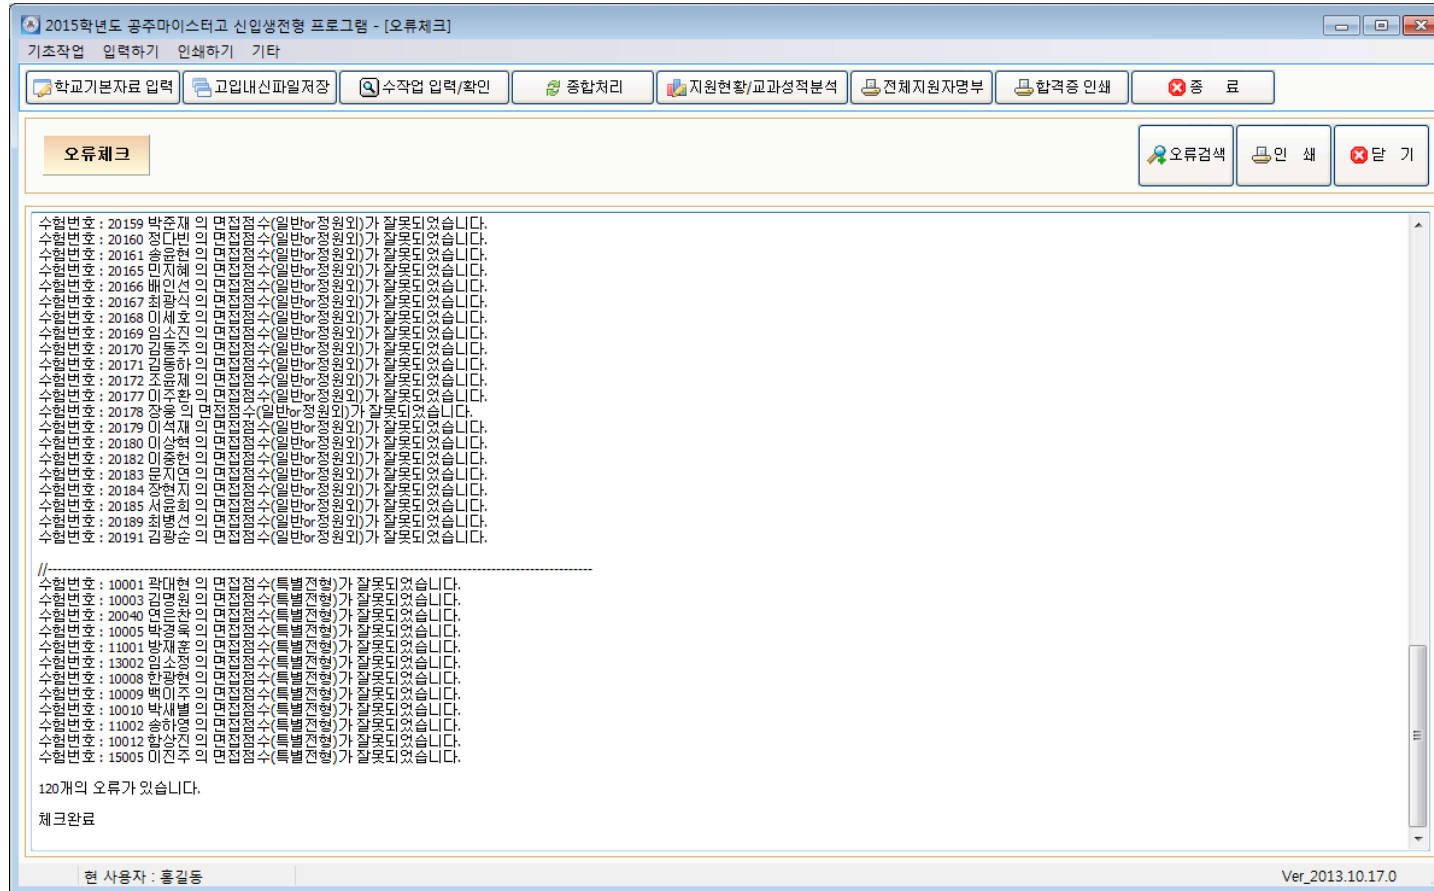 2015학년도 공주마이스터고 신입생전형 프로그램 - [오류체크]
기초작업 입력하기 인쇄하기 기타
학교기본자료 입력 고입내신파일저장 수작업 입력/확인 종합처리 지원현황/교과성적분석 전체지원자명부 합격증 인쇄 종 료
오류체크 오류검색 인 쇄 닫 기
수험번호 : 20159 박준재 의 면접점수(일반or정원외)가 잘못되었습니다.
수험번호 : 20160 정다빈 의 면접점수(일반or정원외)가 잘못되었습니다.
수험번호 : 20161 송윤현 의 면접점수(일반or정원외)가 잘못되었습니다.
수험번호 : 20165 민지혜 의 면접점수(일반or정원외)가 잘못되었습니다.
수험번호 : 20166 배인선 의 면접점수(일반or정원외)가 잘못되었습니다.
수험번호 : 20167 최광식 의 면접점수(일반or정원외)가 잘못되었습니다.
수험번호 : 20168 이세호 의 면접점수(일반or정원외)가 잘못되었습니다.
수험번호 : 20169 임소진 의 면접점수(일반or정원외)가 잘못되었습니다.
수험번호 : 20170 김동주 의 면접점수(일반or정원외)가 잘못되었습니다.
수험번호 : 20171 김동하 의 면접점수(일반or정원외)가 잘못되었습니다.
수험번호 : 20172 조윤제 의 면접점수(일반or정원외)가 잘못되었습니다.
수험번호 : 20177 이주환 의 면접점수(일반or정원외)가 잘못되었습니다.
수험번호 : 20178 장웅 의 면접점수(일반or정원외)가 잘못되었습니다.
수험번호 : 20179 이석재 의 면접점수(일반or정원외)가 잘못되었습니다.
수험번호 : 20180 이상혁 의 면접점수(일반or정원외)가 잘못되었습니다.
수험번호 : 20182 이중헌 의 면접점수(일반or정원외)가 잘못되었습니다.
수험번호 : 20183 문지연 의 면접점수(일반or정원외)가 잘못되었습니다.
수험번호 : 20184 장현지 의 면접점수(일반or정원외)가 잘못되었습니다.
수험번호 : 20185 서윤희 의 면접점수(일반or정원외)가 잘못되었습니다.
수험번호 : 20189 최병선 의 면접점수(일반or정원외)가 잘못되었습니다.
수험번호 : 20191 김광순 의 면접점수(일반or정원외)가 잘못되었습니다.
//--------------------------------------------------------------------------------
수험번호 : 10001 곽대현 의 면접점수(특별전형)가 잘못되었습니다.
수험번호 : 10003 김명원 의 면접점수(특별전형)가 잘못되었습니다.
수험번호 : 20040 연은찬 의 면접점수(특별전형)가 잘못되었습니다.
수험번호 : 10005 박경욱 의 면접점수(특별전형)가 잘못되었습니다.
수험번호 : 11001 방재훈 의 면접점수(특별전형)가 잘못되었습니다.
수험번호 : 13002 임소정 의 면접점수(특별전형)가 잘못되었습니다.
수험번호 : 10008 한광현 의 면접점수(특별전형)가 잘못되었습니다.
수험번호 : 10009 백미주 의 면접점수(특별전형)가 잘못되었습니다.
수험번호 : 10010 박새별 의 면접점수(특별전형)가 잘못되었습니다.
수험번호 : 11002 송하영 의 면접점수(특별전형)가 잘못되었습니다.
수험번호 : 10012 함상진 의 면접점수(특별전형)가 잘못되었습니다.
수험번호 : 15005 이진주 의 면접점수(특별전형)가 잘못되었습니다.
120개의 오류가 있습니다.
체크완료
현 사용자 : 홍길동 Ver_2013.10.17.0